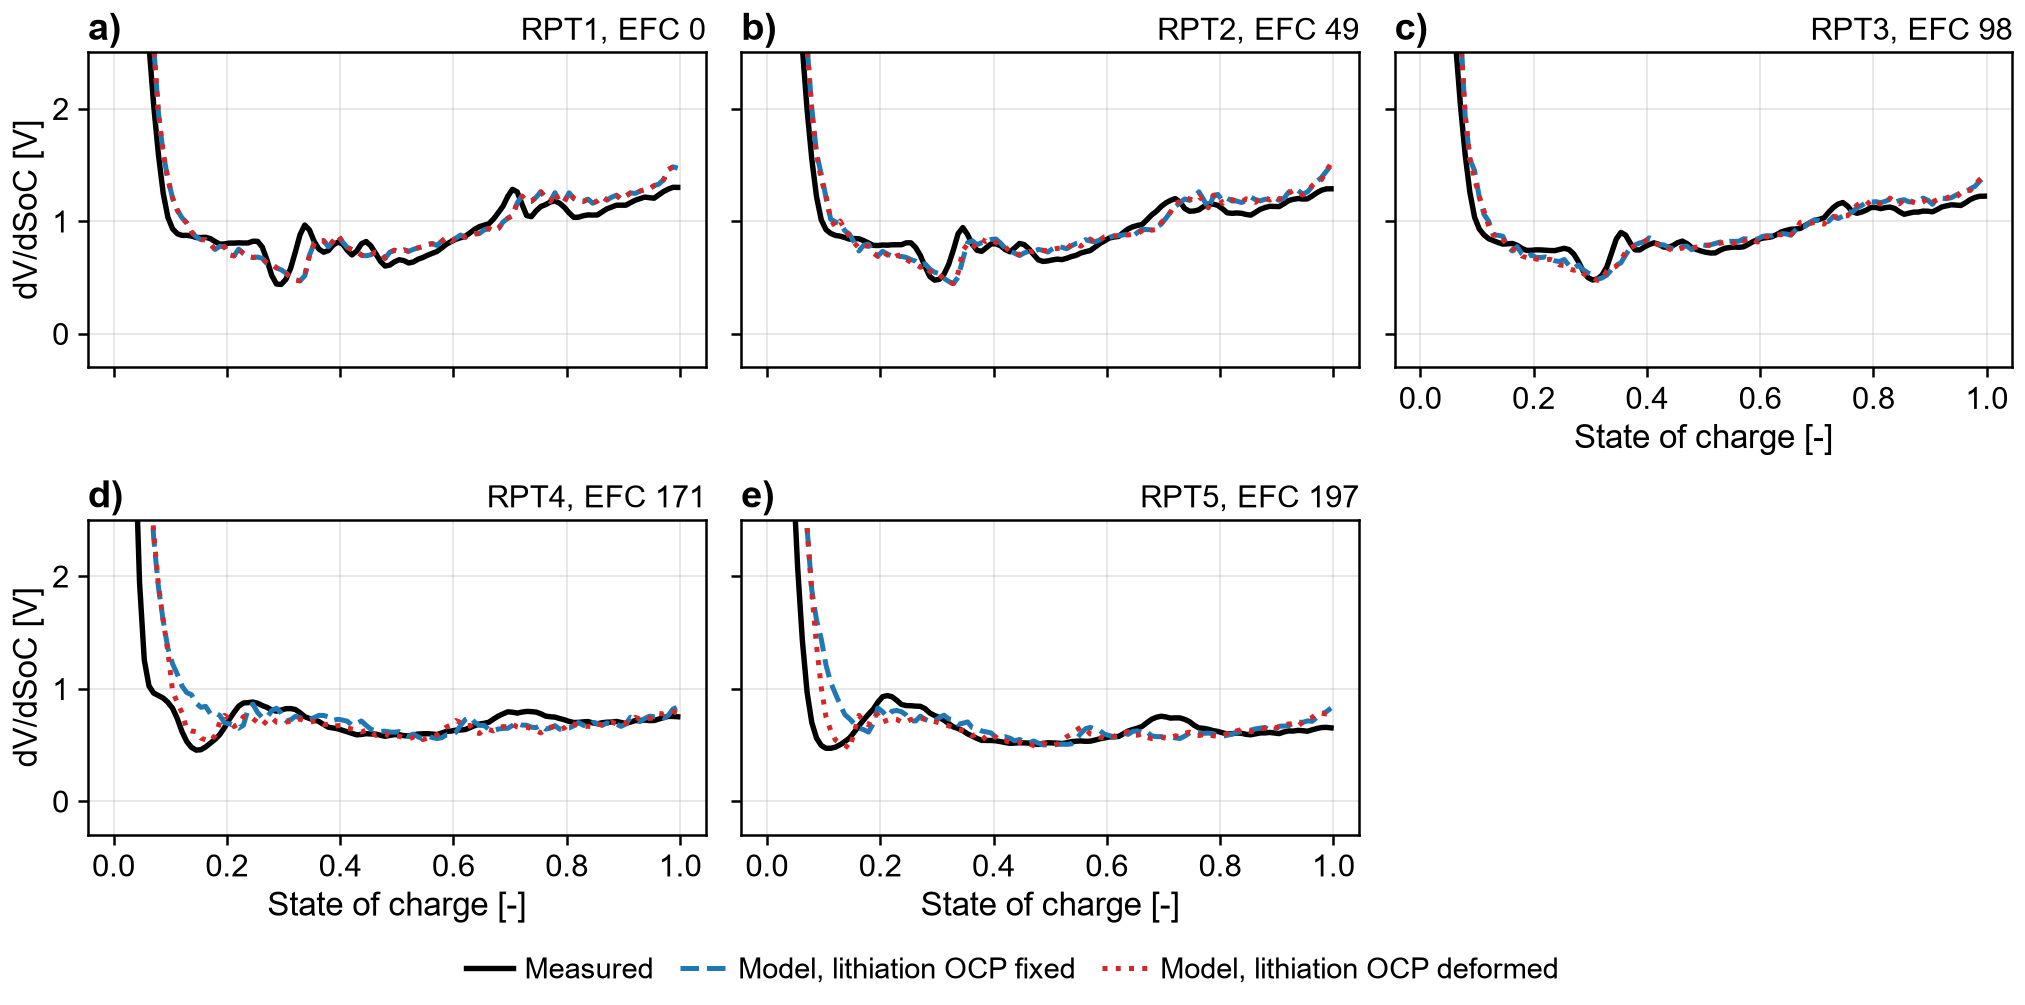 a) RPT1, EFC 0
b) RPT2, EFC 49
c) RPT3, EFC 98
dV/dSoC [V]
2
1
0
0.0 0.2 0.4 0.6 0.8 1.0
State of charge [-]
d) RPT4, EFC 171
e) RPT5, EFC 197
dV/dSoC [V]
2
1
0
0.0 0.2 0.4 0.6 0.8 1.0
State of charge [-]
0.0 0.2 0.4 0.6 0.8 1.0
State of charge [-]
Measured
Model, lithiation OCP fixed
Model, lithiation OCP deformed